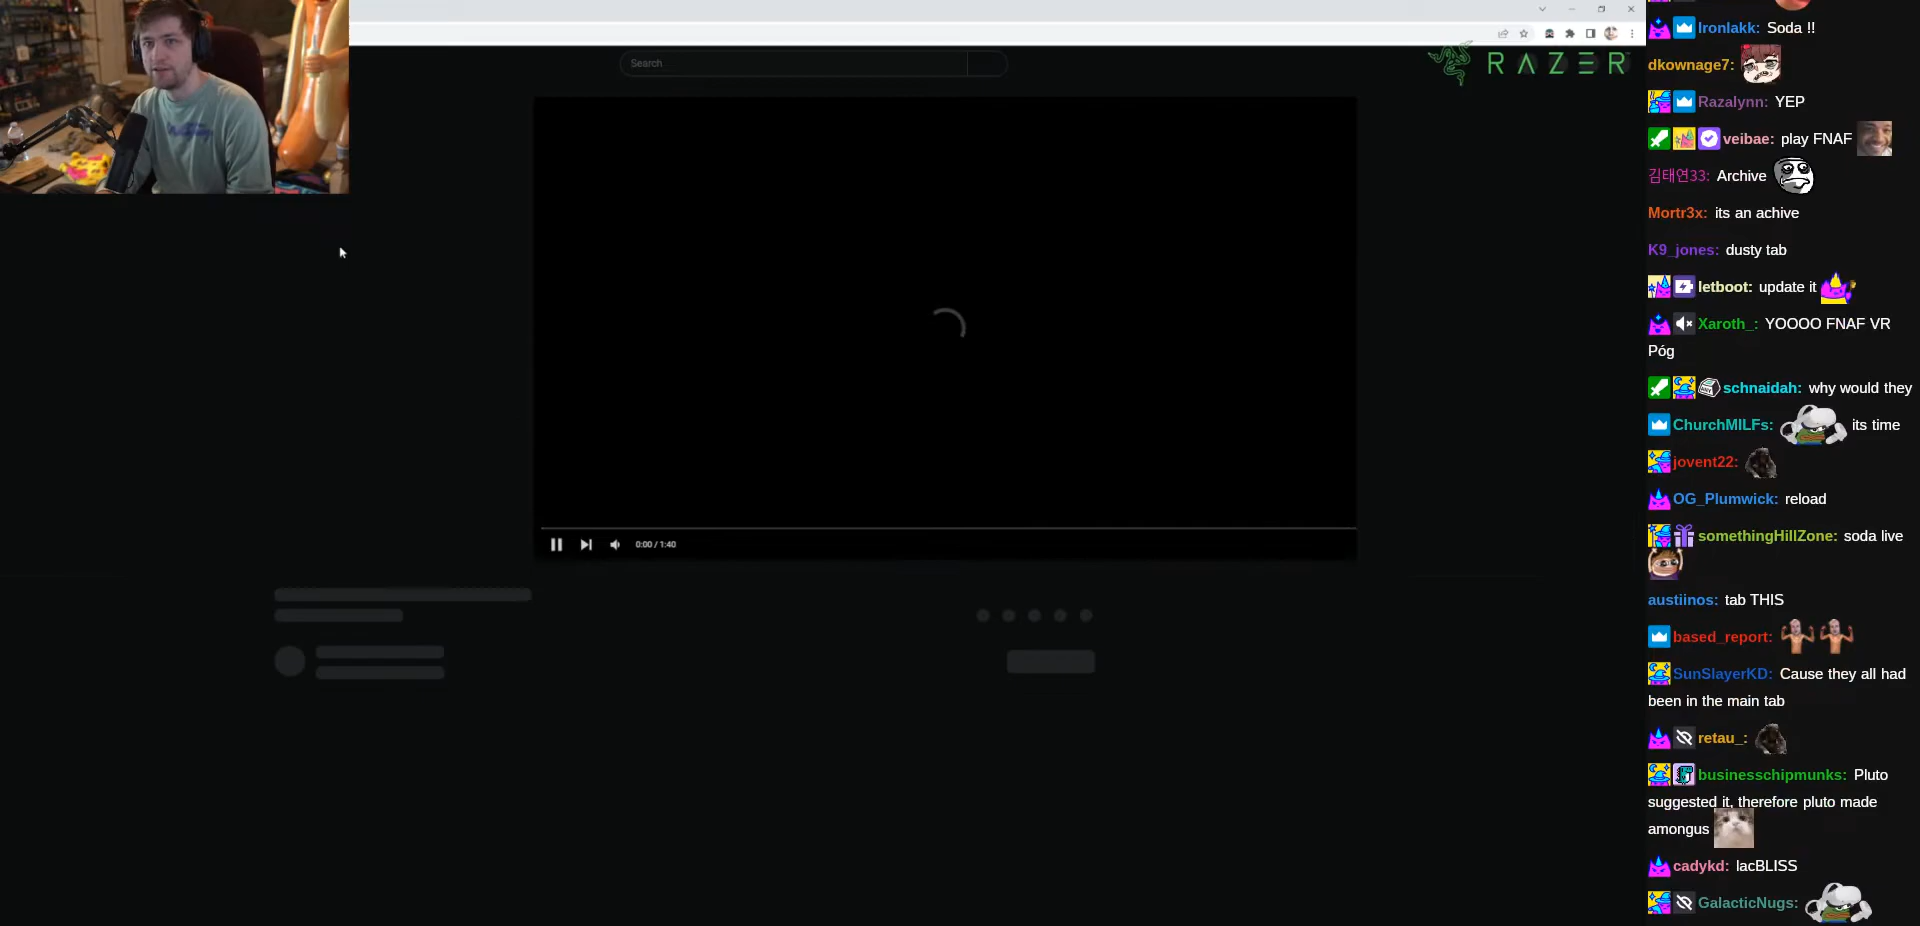 Search
RAZER
0:00 / 1:40
Ironlakk: Soda !!
dkownage7:
Razalynn: YEP
veibae: play FNAF
김태연33: Archive
Mortr3x: its an achive
K9_jones: dusty tab
letboot: update it
Xaroth_: YOOOO FNAF VR
Póg
schnaidah: why would they
ChurchMILFs: its time
jovent22:
OG_Plumwick: reload
somethingHillZone: soda live
austiinos: tab THIS
based_report:
SunSlayerKD: Cause they all had
been in the main tab
retau_:
businesschipmunks: Pluto
suggested it, therefore pluto made
amongus
cadykd: lacBLISS
GalacticNugs: